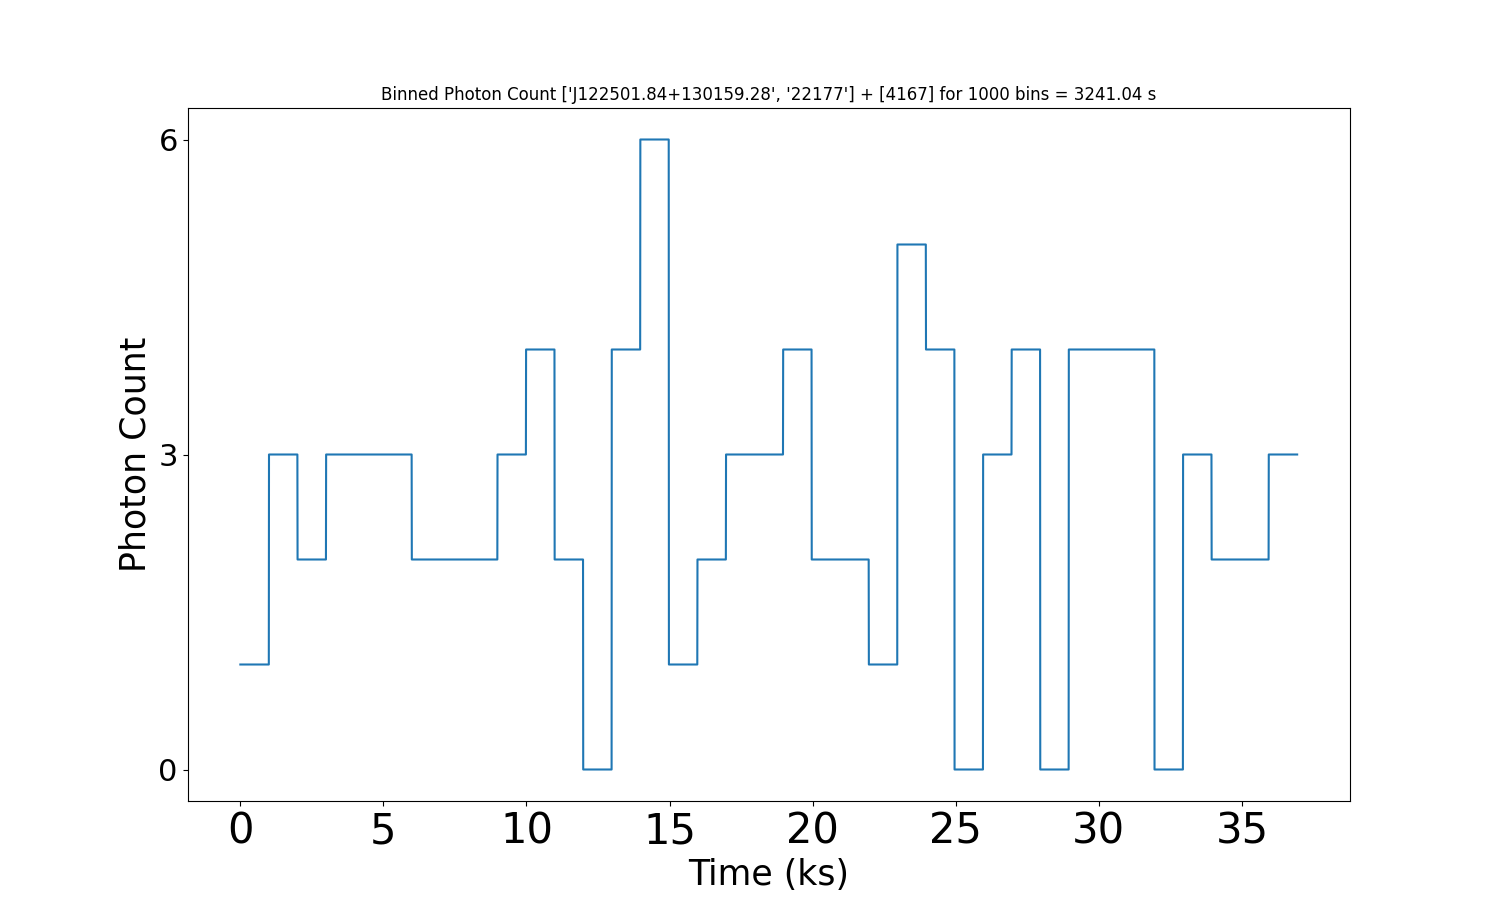 Binned Photon Count ['J122501.84+130159.28', '22177'] + [4167] for 1000 bins = 3241.04 s
6
3
0
Photon Count
0 5 10 15 20 25 30 35
Time (ks)